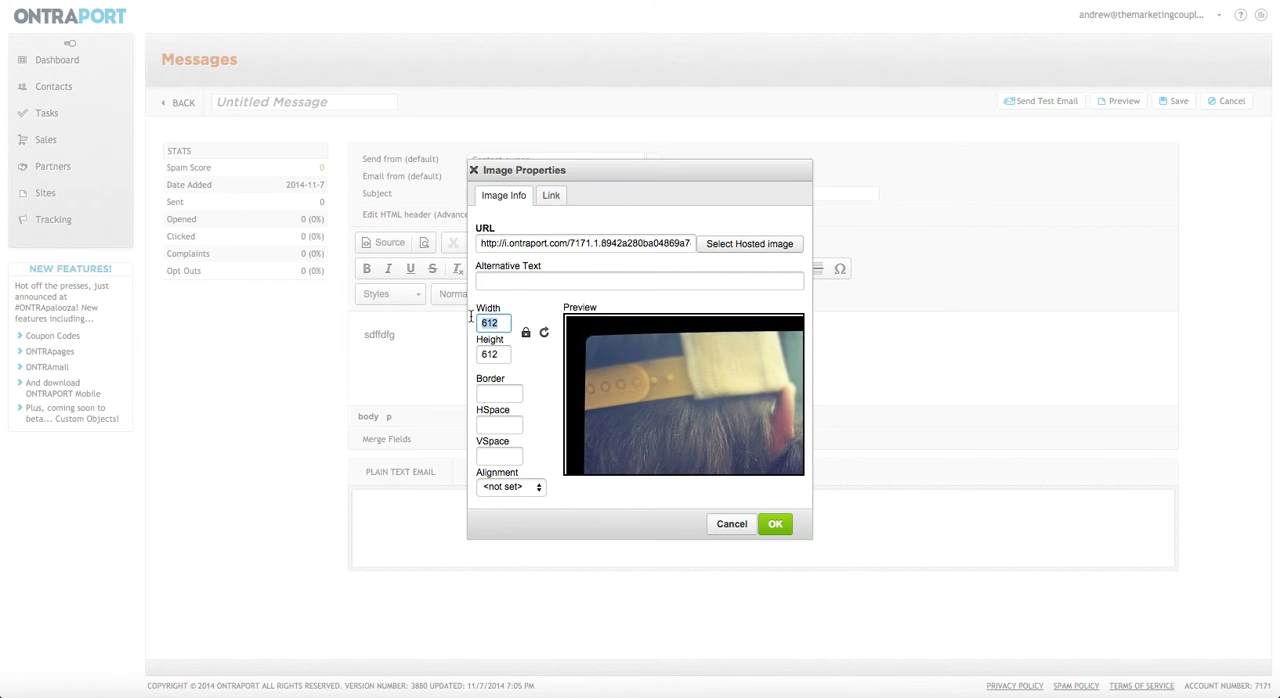 ONTRAPORT
andrew@themarketingcoupl...
Dashboard
Contacts
Tasks
Sales
Partners
Sites
Tracking
NEW FEATURES!
Hot off the presses, just
announced at
#ONTRApalooza! New
features including...
Coupon Codes
ONTRApages
ONTRAmail
And download
ONTRAPORT Mobile
Plus, coming soon to
beta... Custom Objects!
Messages
BACK
Untitled Message
Send Test Email
Preview
Save
Cancel
STATS
Spam Score 0
Date Added 2014-11-7
Sent 0
Opened 0 (0%)
Clicked 0 (0%)
Complaints 0 (0%)
Opt Outs 0 (0%)
Send from (default)
Email from (default)
Subject
Edit HTML header (Advanc
Source
B I U S Tx
Styles
Norma
sdffdfg
body p
Merge Fields
PLAIN TEXT EMAIL
Image Properties
Image Info
Link
URL
http://i.ontraport.com/7171.1.8942a280ba04869a7
Select Hosted image
Alternative Text
Width
612
Height
612
Border
HSpace
VSpace
Alignment
<not set>
Preview
Cancel
OK
COPYRIGHT © 2014 ONTRAPORT ALL RIGHTS RESERVED. VERSION NUMBER: 3880 UPDATED: 11/7/2014 7:05 PM
PRIVACY POLICY
SPAM POLICY
TERMS OF SERVICE
ACCOUNT NUMBER: 7171